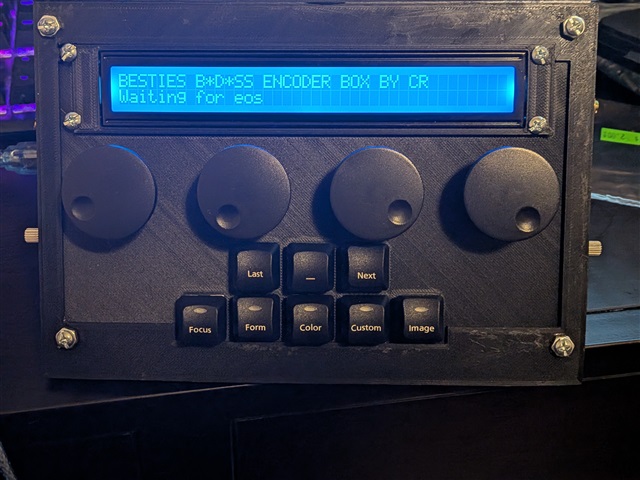 BESTIES B*D*SS ENCODER BOX BY CR
Waiting for eos
Last _ Next
Focus Form Color Custom Image